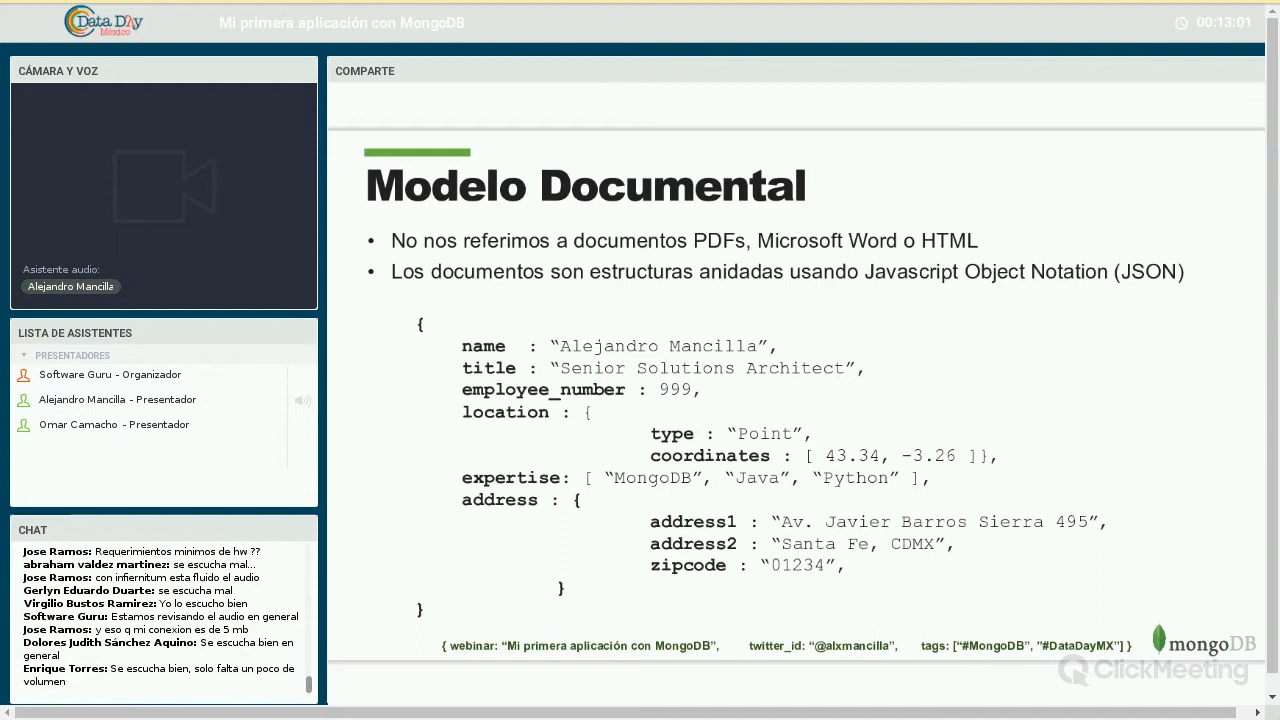 Data Day
México
Mi primera aplicación con MongoDB
00:13:01
CÁMARA Y VOZ
Asistente audio:
Alejandro Mancilla
LISTA DE ASISTENTES
PRESENTADORES
Software Guru - Organizador
Alejandro Mancilla - Presentador
Omar Camacho - Presentador
CHAT
Jose Ramos: Requerimientos minimos de hw ??
abraham valdez martinez: se escucha mal...
Jose Ramos: con infiernitum esta fluido el audio
Gerlyn Eduardo Duarte: se escucha mal
Virgilio Bustos Ramirez: Yo lo escucho bien
Software Guru: Estamos revisando el audio en general
Jose Ramos: y eso q mi conexion es de 5 mb
Dolores Judith Sánchez Aquino: Se escucha bien en
general
Enrique Torres: Se escucha bien, solo falta un poco de
volumen
COMPARTE
Modelo Documental
• No nos referimos a documentos PDFs, Microsoft Word o HTML
• Los documentos son estructuras anidadas usando Javascript Object Notation (JSON)
{
name : “Alejandro Mancilla”,
title : “Senior Solutions Architect”,
employee_number : 999,
location : {
type : “Point”,
coordinates : [ 43.34, -3.26 ]},
expertise: [ “MongoDB”, “Java”, “Python” ],
address : {
address1 : “Av. Javier Barros Sierra 495”,
address2 : “Santa Fe, CDMX”,
zipcode : “01234”,
}
}
{ webinar: “Mi primera aplicación con MongoDB”, twitter_id: “@alxmancilla”, tags: [“#MongoDB”, ”#DataDayMX”] }
mongoDB
ClickMeeting